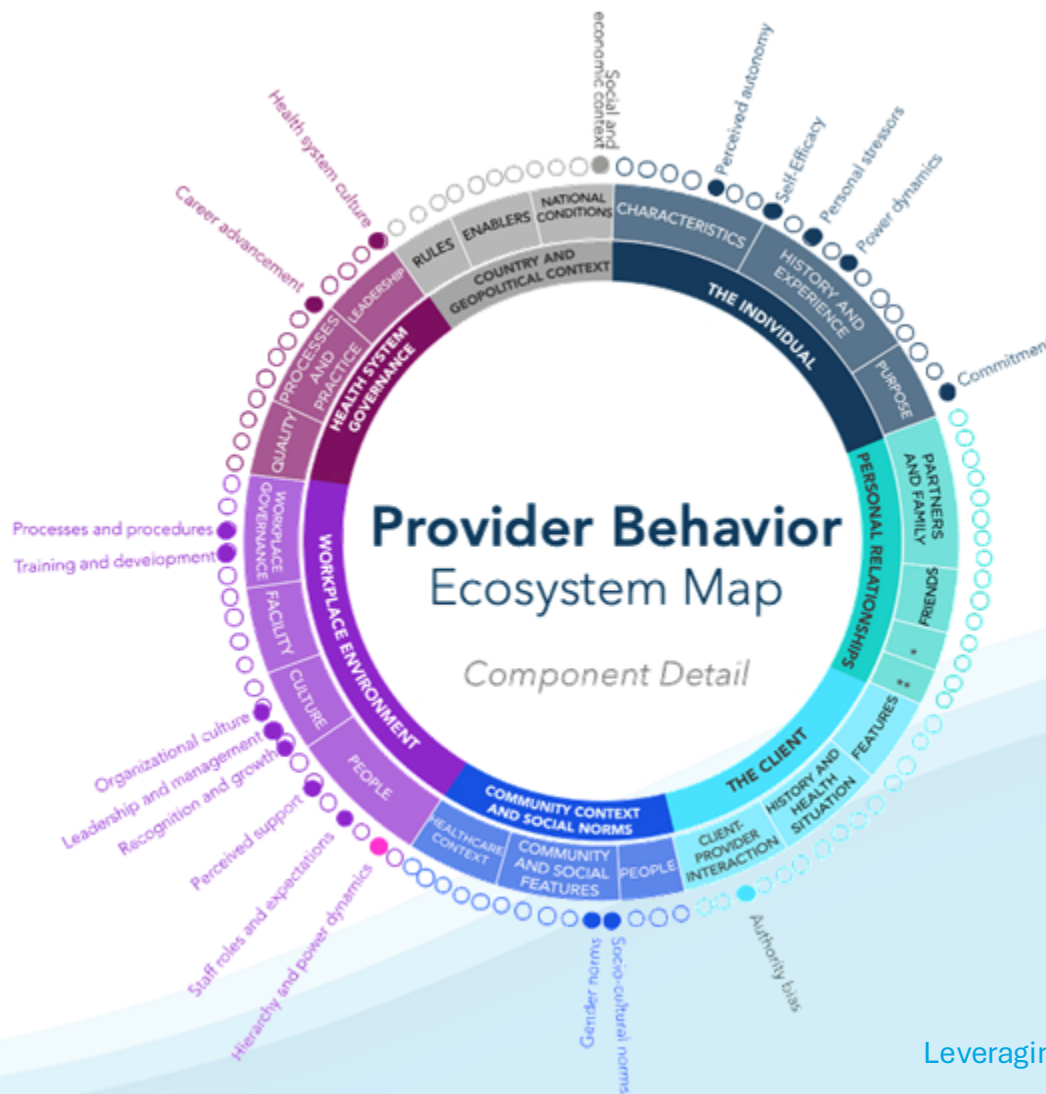 Provider Behavior
Ecosystem Map
Component Detail
Social and
economic context
Perceived autonomy
Self-Efficacy
Personal stressors
Power dynamics
Commitment
Authority bias
Socio-cultural norms
Gender norms
Hierarchy and power dynamics
Staff roles and expectations
Perceived support
Recognition and growth
Leadership and management
Organizational culture
Training and development
Processes and procedures
Career advancement
Health system culture
THE INDIVIDUAL
CHARACTERISTICS
HISTORY AND
EXPERIENCE
PURPOSE
PERSONAL RELATIONSHSIPS
PARTNERS
AND FAMILY
FRIENDS
*
**
THE CLIENT
FEATURES
HISTORY AND
HEALTH
SITUATION
CLIENT-
PROVIDER
INTERACTION
COMMUNITY CONTEXT
AND SOCIAL NORMS
PEOPLE
COMMUNITY
AND SOCIAL
FEATURES
HEALTHCARE
CONTEXT
WORKPLACE ENVIRONMENT
PEOPLE
CULTURE
FACILITY
WORKPLACE
GOVERNANCE
HEALTH SYSTEM
GOVERNANCE
QUALITY
PROCESSES
AND
PRACTICE
LEADERSHIP
COUNTRY AND
GEOPOLITICAL CONTEXT
RULES
ENABLERS
NATIONAL
CONDITIONS
Leveragin